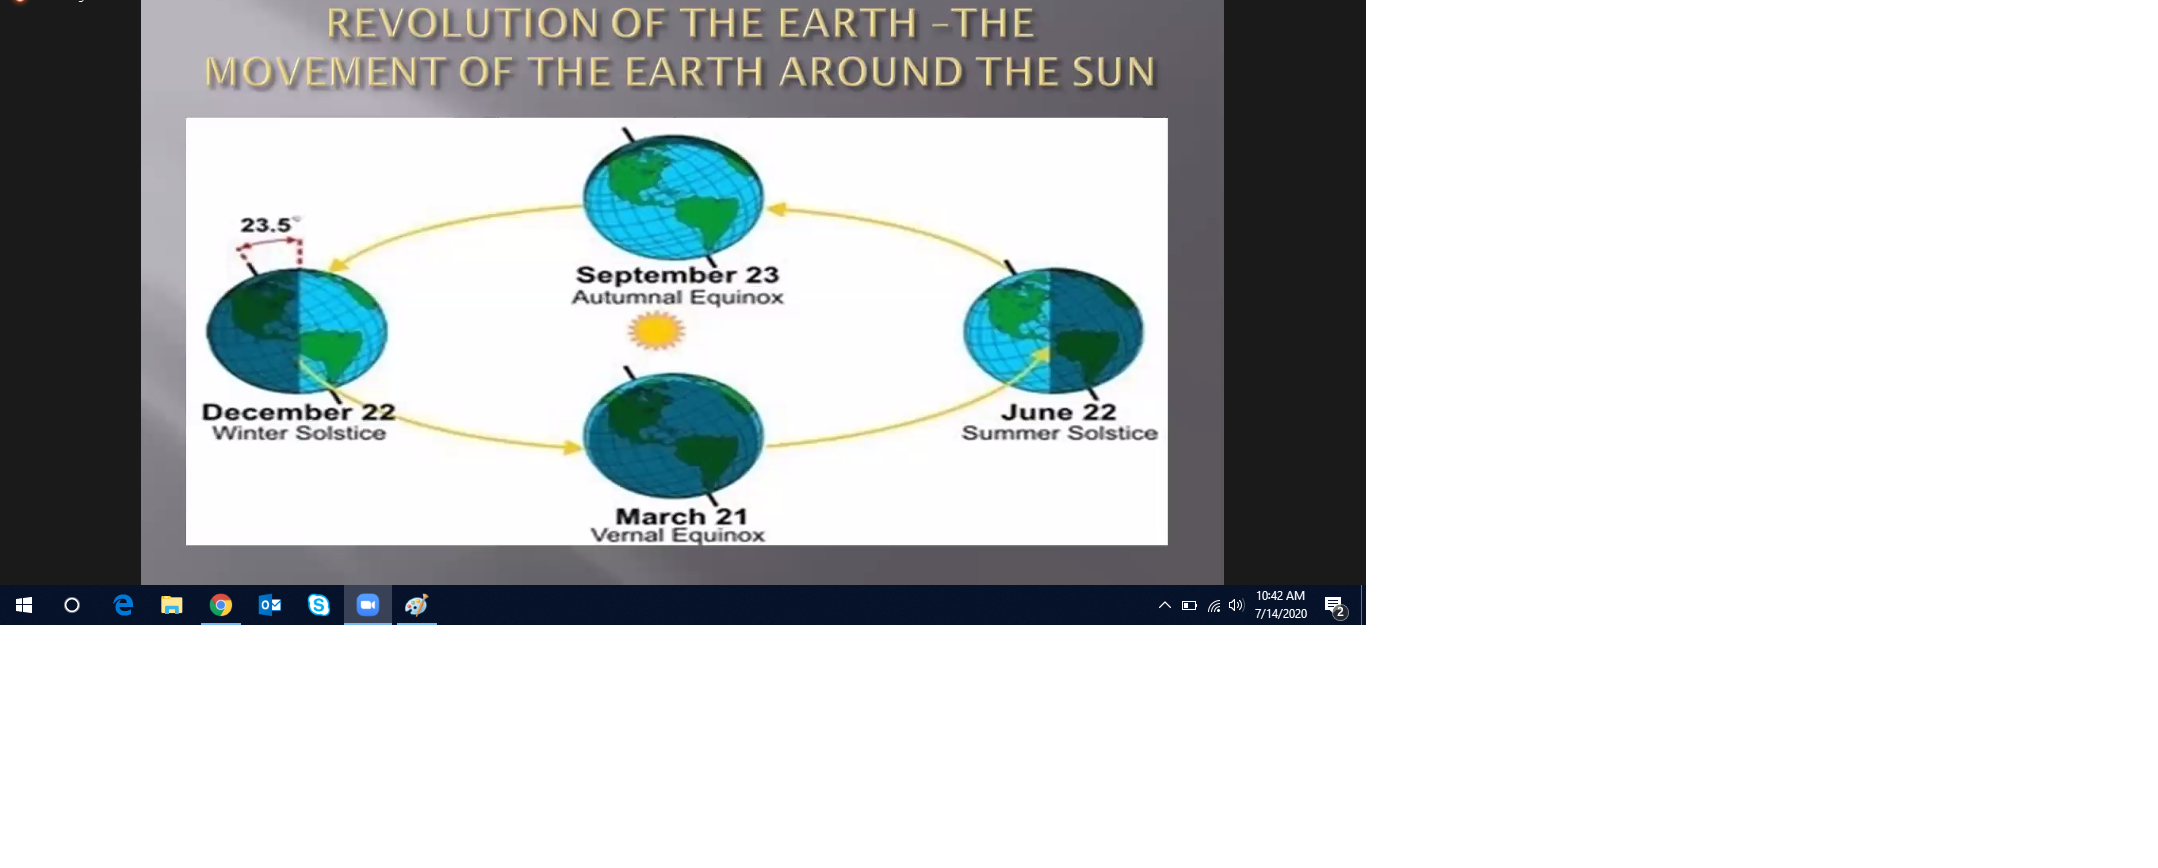 REVOLUTION OF THE EARTH –THE
MOVEMENT OF THE EARTH AROUND THE SUN
23.5°
September 23
Autumnal Equinox
December 22
Winter Solstice
June 22
Summer Solstice
March 21
Vernal Equinox
10:42 AM
7/14/2020
2